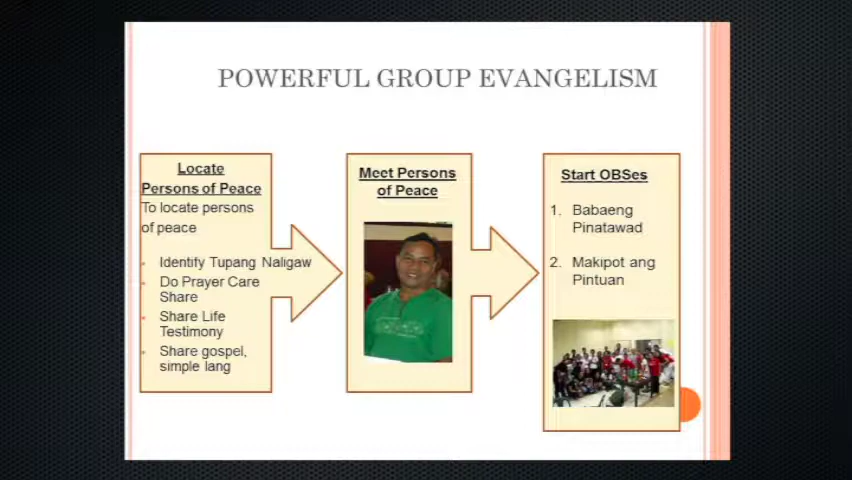 POWERFUL GROUP EVANGELISM
Locate
Persons of Peace
To locate persons
of peace
Identify Tupang Naligaw
Do Prayer Care
Share
Share Life
Testimony
Share gospel,
simple lang
Meet Persons
of Peace
Start OBSes
1. Babaeng
Pinatawad
2. Makipot ang
Pintuan